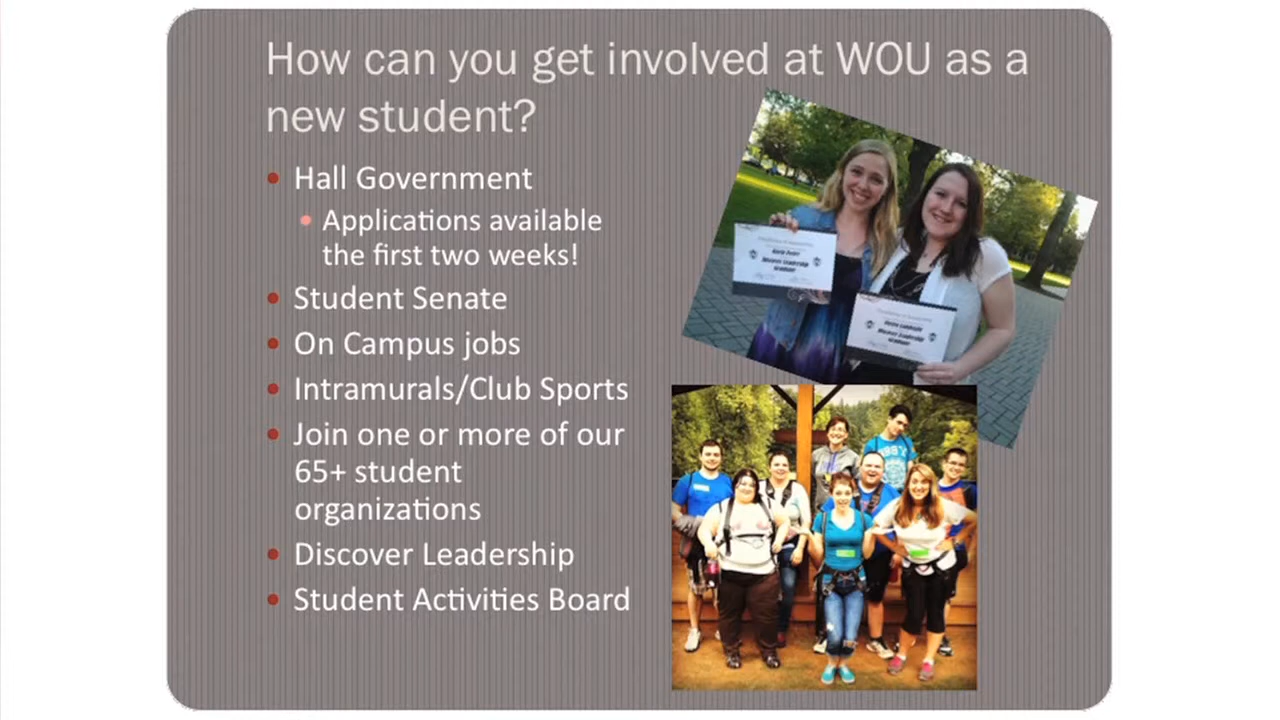 How can you get involved at WOU as a
new student?
• Hall Government
• Applications available
the first two weeks!
• Student Senate
• On Campus jobs
• Intramurals/Club Sports
• Join one or more of our
65+ student
organizations
• Discover Leadership
• Student Activities Board